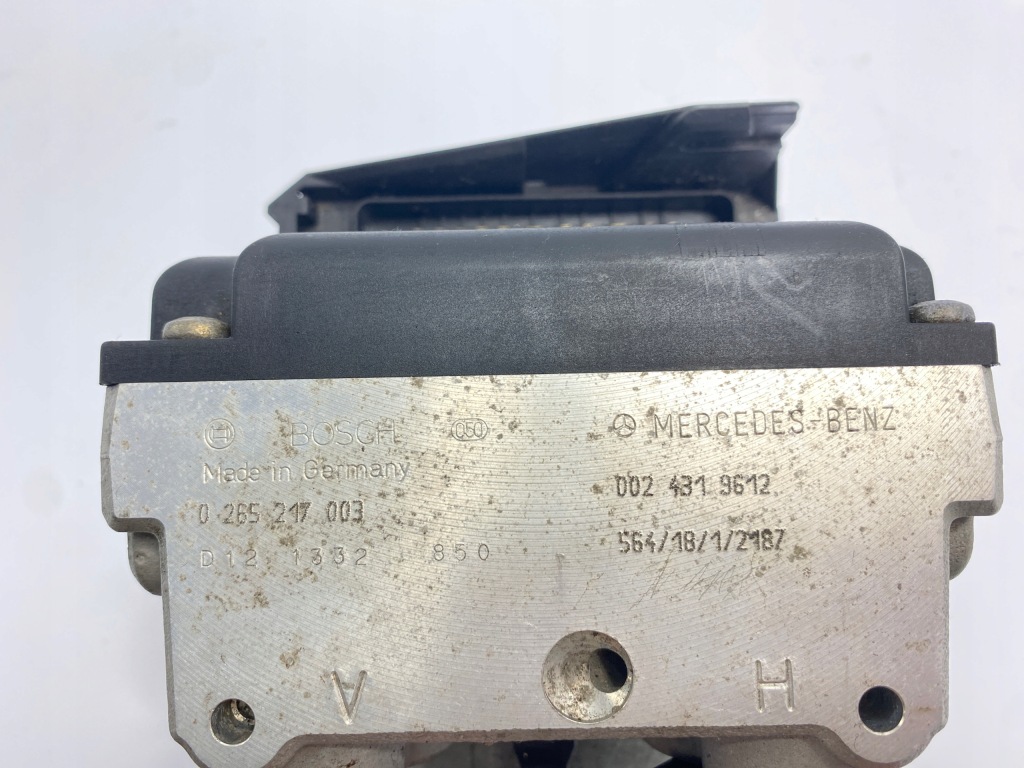 BOSCH Q50
Made in Germany
0 265 217 003
D12 1332 850
MERCEDES-BENZ
002 431 9612
564/18/1/2187
V H